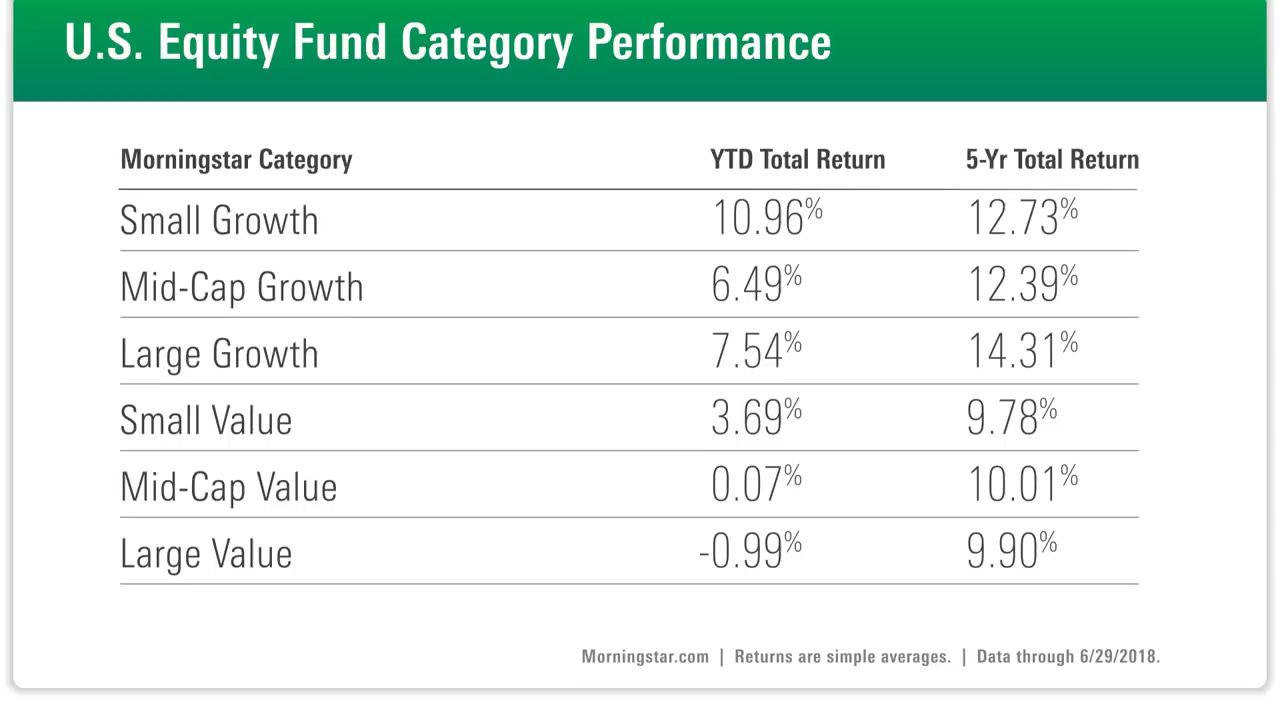 U.S. Equity Fund Category Performance
Morningstar Category YTD Total Return 5-Yr Total Return
Small Growth 10.96% 12.73%
Mid-Cap Growth 6.49% 12.39%
Large Growth 7.54% 14.31%
Small Value 3.69% 9.78%
Mid-Cap Value 0.07% 10.01%
Large Value -0.99% 9.90%
Morningstar.com | Returns are simple averages. | Data through 6/29/2018.